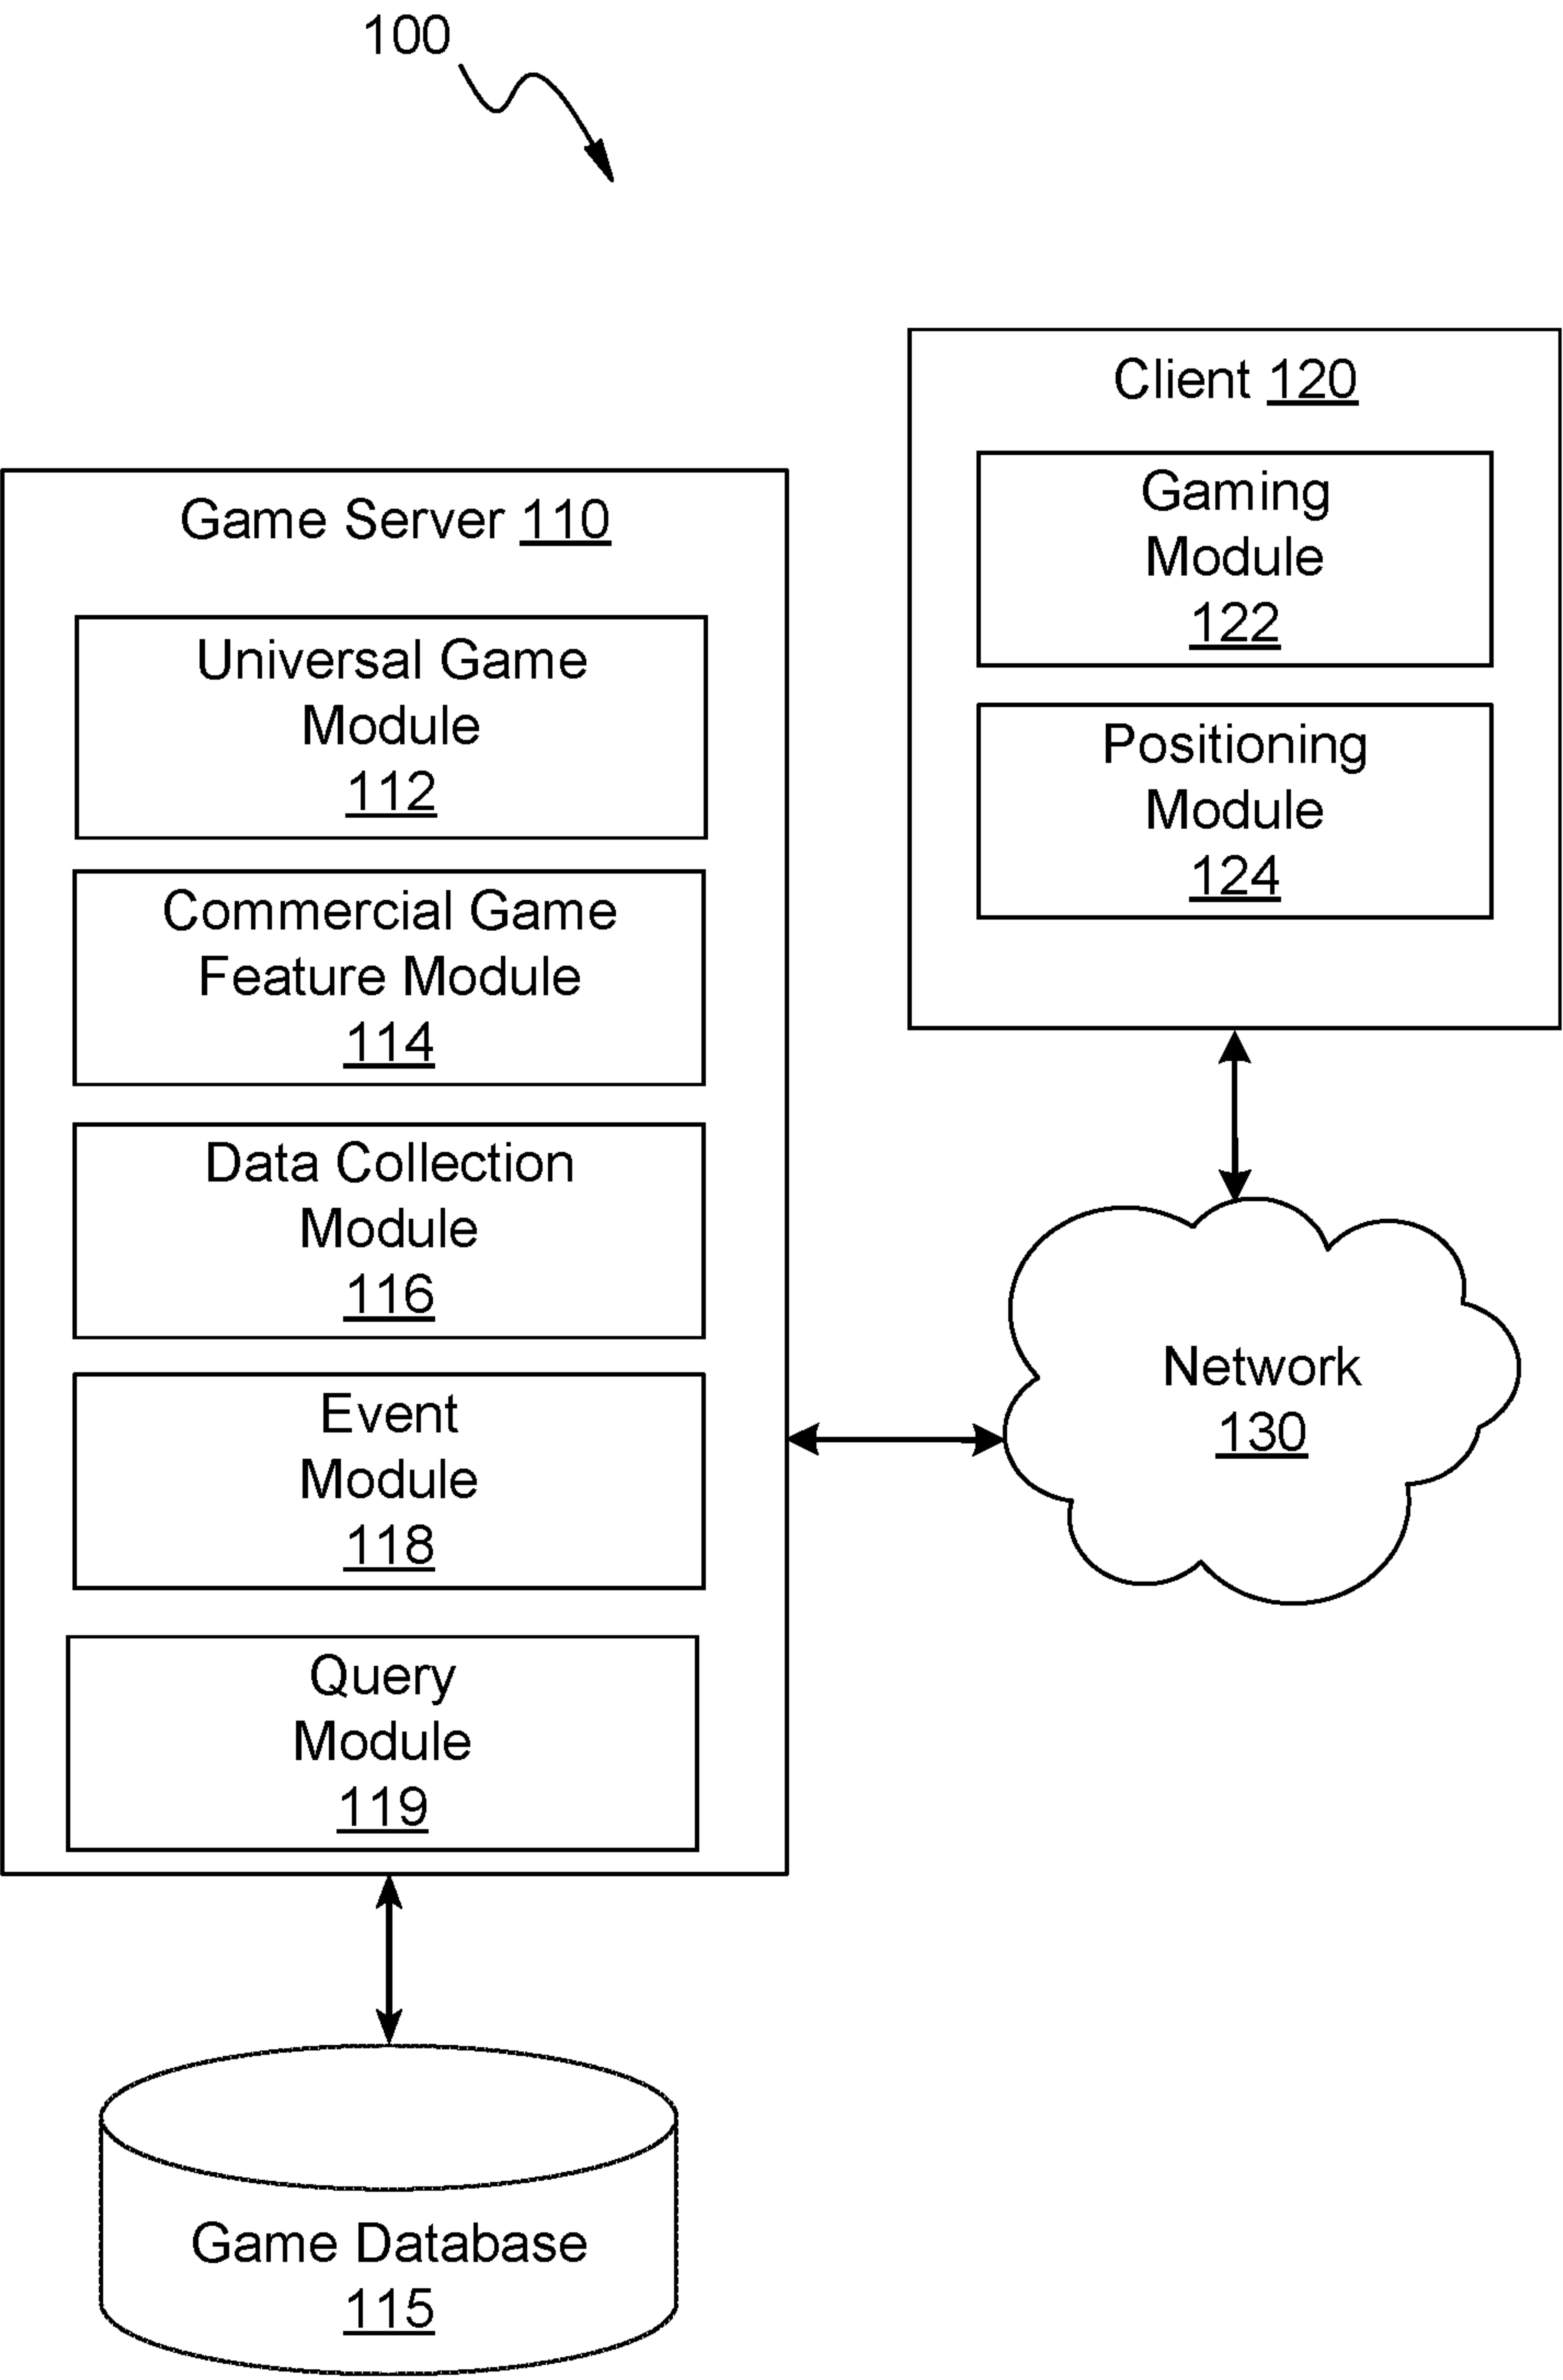 100
Game Server 110
Universal Game
Module
112
Commercial Game
Feature Module
114
Data Collection
Module
116
Event
Module
118
Query
Module
119
Game Database
115
Client 120
Gaming
Module
122
Positioning
Module
124
Network
130